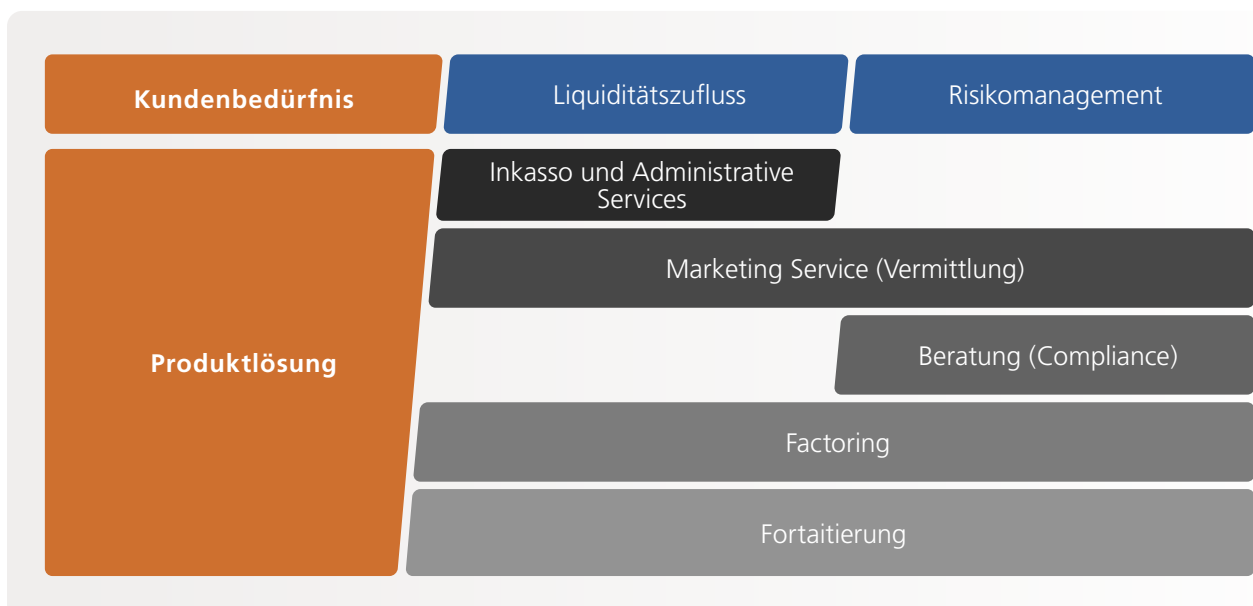 Kundenbedürfnis
Liquiditätszufluss
Risikomanagement
Inkasso und Administrative
Services
Marketing Service (Vermittlung)
Produktlösung
Beratung (Compliance)
Factoring
Fortaitierung